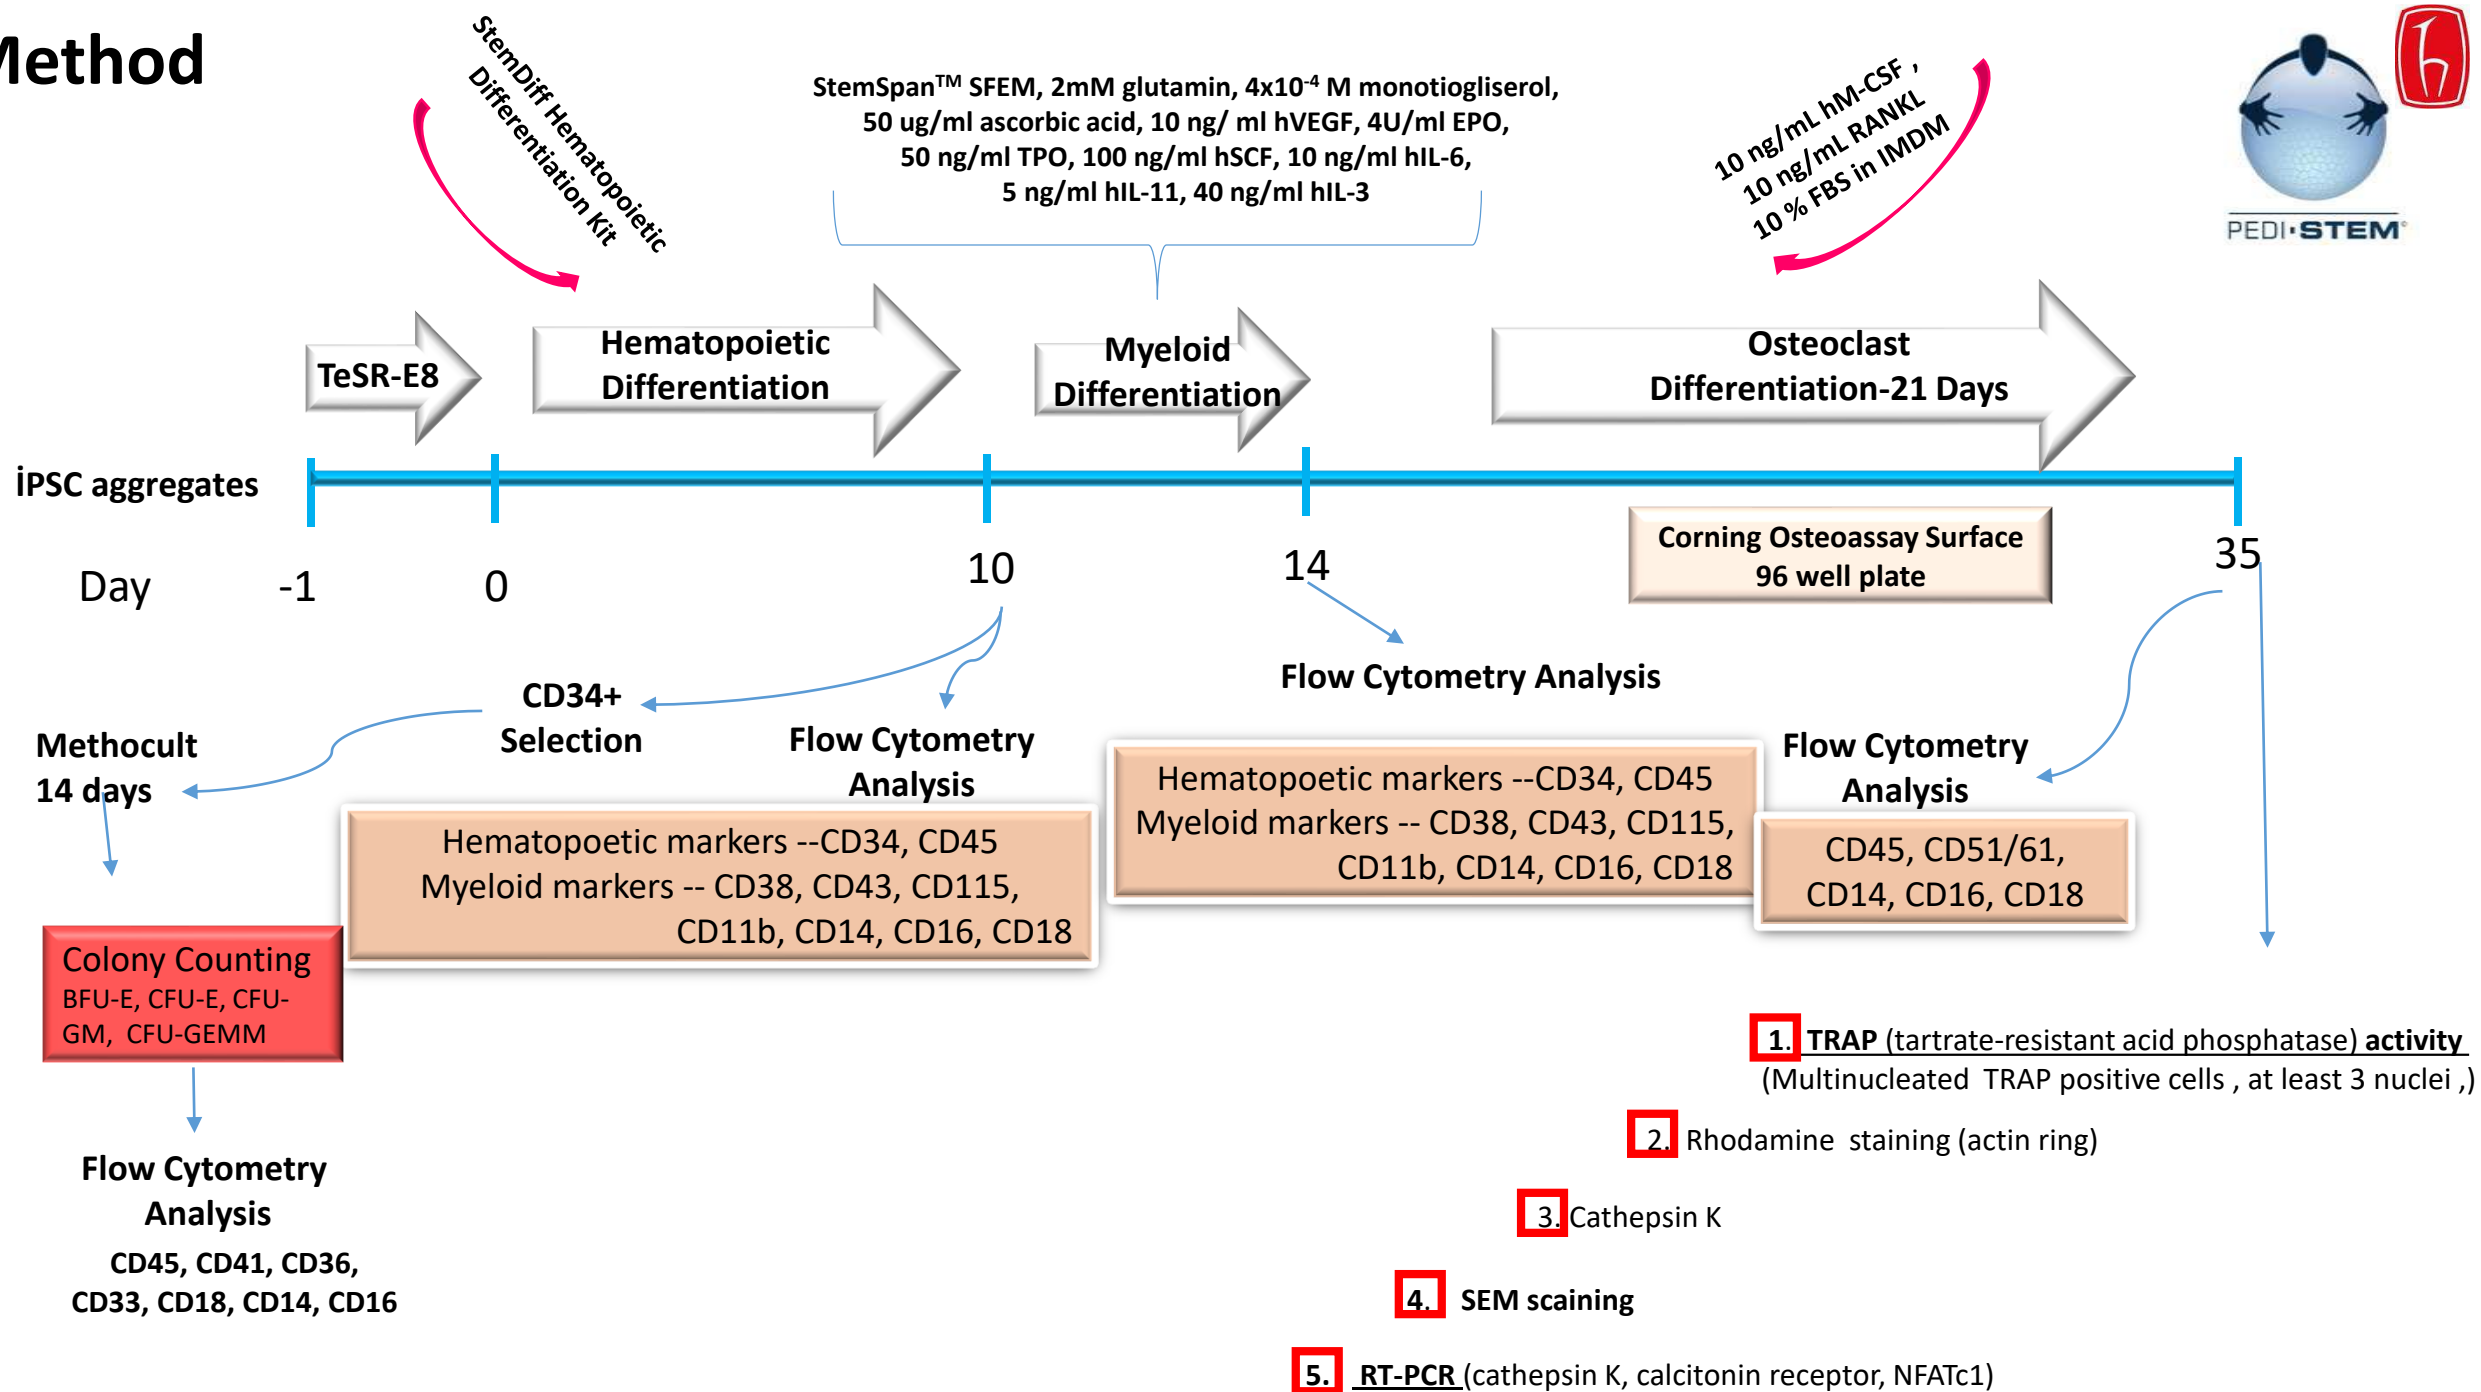 Method
StemDiff Hematopoietic
Differentiation Kit
StemSpan™ SFEM, 2mM glutamin, 4x10⁻⁴ M monotiogliserol,
50 ug/ml ascorbic acid, 10 ng/ ml hVEGF, 4U/ml EPO,
50 ng/ml TPO, 100 ng/ml hSCF, 10 ng/ml hIL-6,
5 ng/ml hIL-11, 40 ng/ml hIL-3
10 ng/mL hM-CSF ,
10 ng/mL RANKL
10 % FBS in IMDM
PEDI·STEM
TeSR-E8
Hematopoietic
Differentiation
Myeloid
Differentiation
Osteoclast
Differentiation-21 Days
İPSC aggregates
Day
-1
0
10
14
35
Corning Osteoassay Surface
96 well plate
CD34+
Selection
Methocult
14 days
Flow Cytometry
Analysis
Hematopoetic markers --CD34, CD45
Myeloid markers -- CD38, CD43, CD115,
CD11b, CD14, CD16, CD18
Flow Cytometry Analysis
Hematopoetic markers --CD34, CD45
Myeloid markers -- CD38, CD43, CD115,
CD11b, CD14, CD16, CD18
Flow Cytometry
Analysis
CD45, CD51/61,
CD14, CD16, CD18
Colony Counting
BFU-E, CFU-E, CFU-
GM,  CFU-GEMM
Flow Cytometry
Analysis
CD45, CD41, CD36,
CD33, CD18, CD14, CD16
1. TRAP (tartrate-resistant acid phosphatase) activity
(Multinucleated  TRAP positive cells , at least 3 nuclei ,)
2. Rhodamine  staining (actin ring)
3. Cathepsin K
4. SEM scaining
5. RT-PCR (cathepsin K, calcitonin receptor, NFATc1)